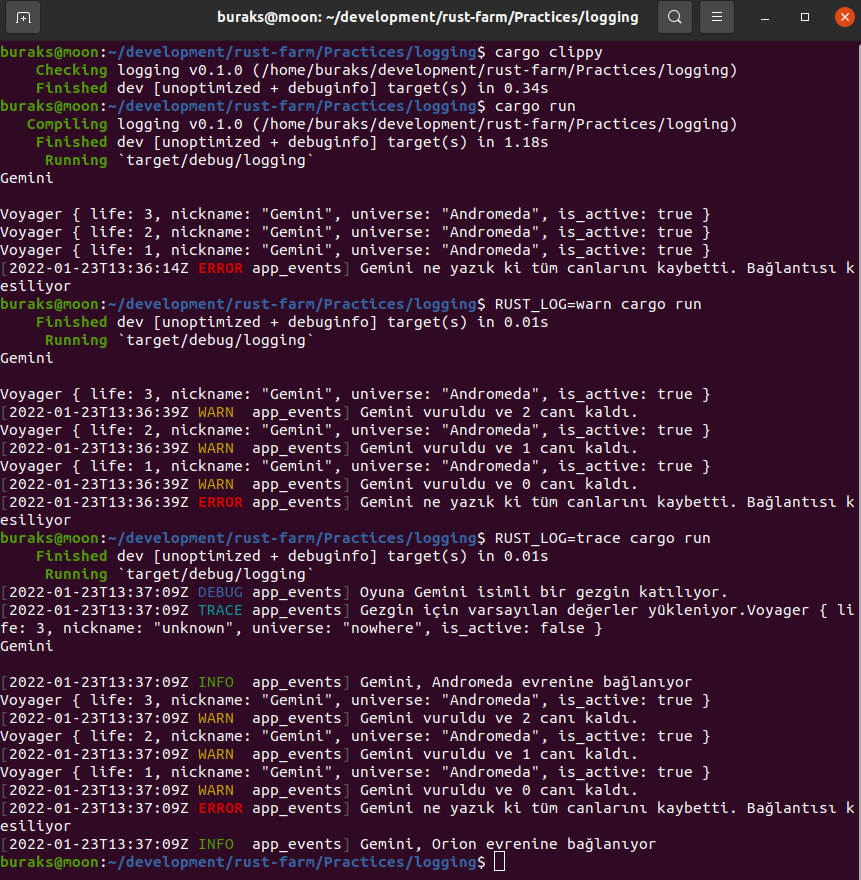 buraks@moon: ~/development/rust-farm/Practices/logging
buraks@moon:~/development/rust-farm/Practices/logging$ cargo clippy
    Checking logging v0.1.0 (/home/buraks/development/rust-farm/Practices/logging)
    Finished dev [unoptimized + debuginfo] target(s) in 0.34s
buraks@moon:~/development/rust-farm/Practices/logging$ cargo run
   Compiling logging v0.1.0 (/home/buraks/development/rust-farm/Practices/logging)
    Finished dev [unoptimized + debuginfo] target(s) in 1.18s
     Running `target/debug/logging`
Gemini

Voyager { life: 3, nickname: "Gemini", universe: "Andromeda", is_active: true }
Voyager { life: 2, nickname: "Gemini", universe: "Andromeda", is_active: true }
Voyager { life: 1, nickname: "Gemini", universe: "Andromeda", is_active: true }
[2022-01-23T13:36:14Z ERROR app_events] Gemini ne yazık ki tüm canlarını kaybetti. Bağlantısı k
esiliyor
buraks@moon:~/development/rust-farm/Practices/logging$ RUST_LOG=warn cargo run
    Finished dev [unoptimized + debuginfo] target(s) in 0.01s
     Running `target/debug/logging`
Gemini

Voyager { life: 3, nickname: "Gemini", universe: "Andromeda", is_active: true }
[2022-01-23T13:36:39Z WARN  app_events] Gemini vuruldu ve 2 canı kaldı.
Voyager { life: 2, nickname: "Gemini", universe: "Andromeda", is_active: true }
[2022-01-23T13:36:39Z WARN  app_events] Gemini vuruldu ve 1 canı kaldı.
Voyager { life: 1, nickname: "Gemini", universe: "Andromeda", is_active: true }
[2022-01-23T13:36:39Z WARN  app_events] Gemini vuruldu ve 0 canı kaldı.
[2022-01-23T13:36:39Z ERROR app_events] Gemini ne yazık ki tüm canlarını kaybetti. Bağlantısı k
esiliyor
buraks@moon:~/development/rust-farm/Practices/logging$ RUST_LOG=trace cargo run
    Finished dev [unoptimized + debuginfo] target(s) in 0.01s
     Running `target/debug/logging`
[2022-01-23T13:37:09Z DEBUG app_events] Oyuna Gemini isimli bir gezgin katılıyor.
[2022-01-23T13:37:09Z TRACE app_events] Gezgin için varsayılan değerler yükleniyor.Voyager { li
fe: 3, nickname: "unknown", universe: "nowhere", is_active: false }
Gemini

[2022-01-23T13:37:09Z INFO  app_events] Gemini, Andromeda evrenine bağlanıyor
Voyager { life: 3, nickname: "Gemini", universe: "Andromeda", is_active: true }
[2022-01-23T13:37:09Z WARN  app_events] Gemini vuruldu ve 2 canı kaldı.
Voyager { life: 2, nickname: "Gemini", universe: "Andromeda", is_active: true }
[2022-01-23T13:37:09Z WARN  app_events] Gemini vuruldu ve 1 canı kaldı.
Voyager { life: 1, nickname: "Gemini", universe: "Andromeda", is_active: true }
[2022-01-23T13:37:09Z WARN  app_events] Gemini vuruldu ve 0 canı kaldı.
[2022-01-23T13:37:09Z ERROR app_events] Gemini ne yazık ki tüm canlarını kaybetti. Bağlantısı k
esiliyor
[2022-01-23T13:37:09Z INFO  app_events] Gemini, Orion evrenine bağlanıyor
buraks@moon:~/development/rust-farm/Practices/logging$